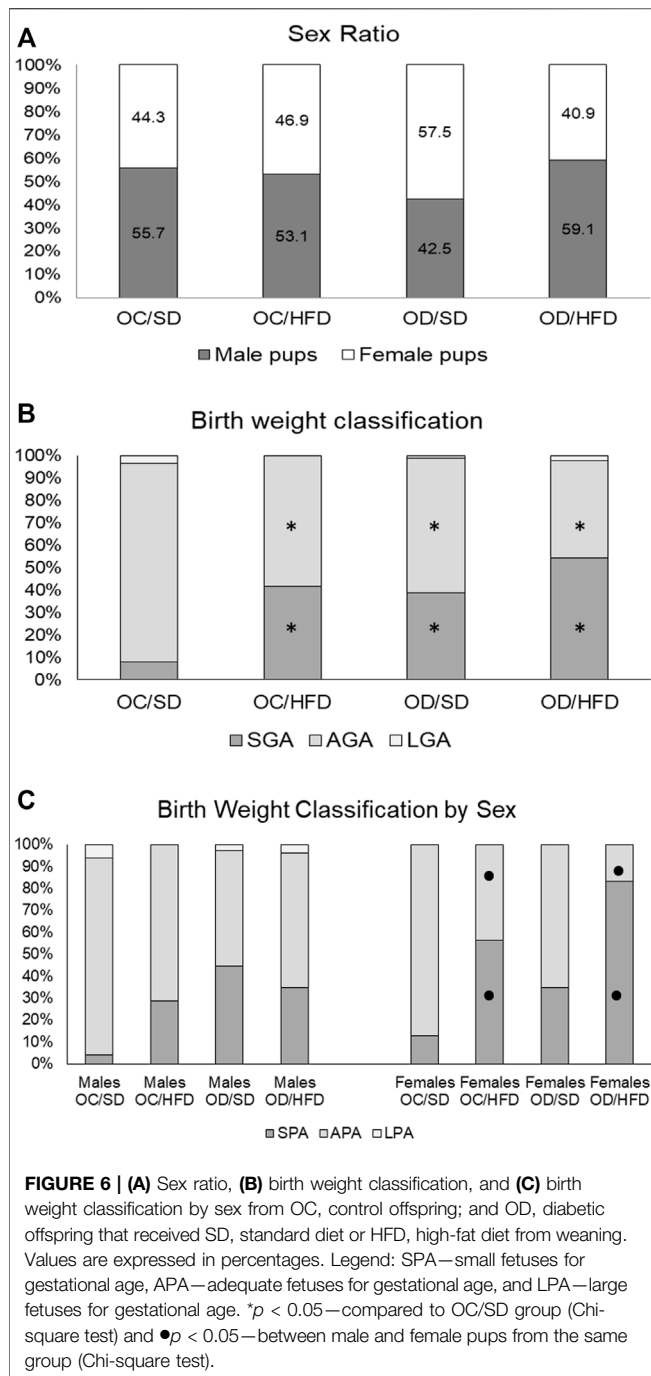 A
Sex Ratio
100%
90%
80%
70%
60%
50%
40%
30%
20%
10%
0%
44.3
46.9
57.5
40.9
55.7
53.1
42.5
59.1
OC/SD
OC/HFD
OD/SD
OD/HFD
Male pups
Female pups
B
Birth weight classification
100%
90%
80%
70%
60%
50%
40%
30%
20%
10%
0%
*
*
*
*
*
*
OC/SD
OC/HFD
OD/SD
OD/HFD
SGA
AGA
LGA
C
Birth Weight Classification by Sex
100%
90%
80%
70%
60%
50%
40%
30%
20%
10%
0%
Males
OC/SD
Males
OC/HFD
Males
OD/SD
Males
OD/HFD
Females
OC/SD
Females
OC/HFD
Females
OD/SD
Females
OD/HFD
SPA
APA
LPA
FIGURE 6 | (A) Sex ratio, (B) birth weight classification, and (C) birth
weight classification by sex from OC, control offspring; and OD, diabetic
offspring that received SD, standard diet or HFD, high-fat diet from weaning.
Values are expressed in percentages. Legend: SPA—small fetuses for
gestational age, APA—adequate fetuses for gestational age, and LPA—large
fetuses for gestational age. *p < 0.05—compared to OC/SD group (Chi-
square test) and ●p < 0.05—between male and female pups from the same
group (Chi-square test).